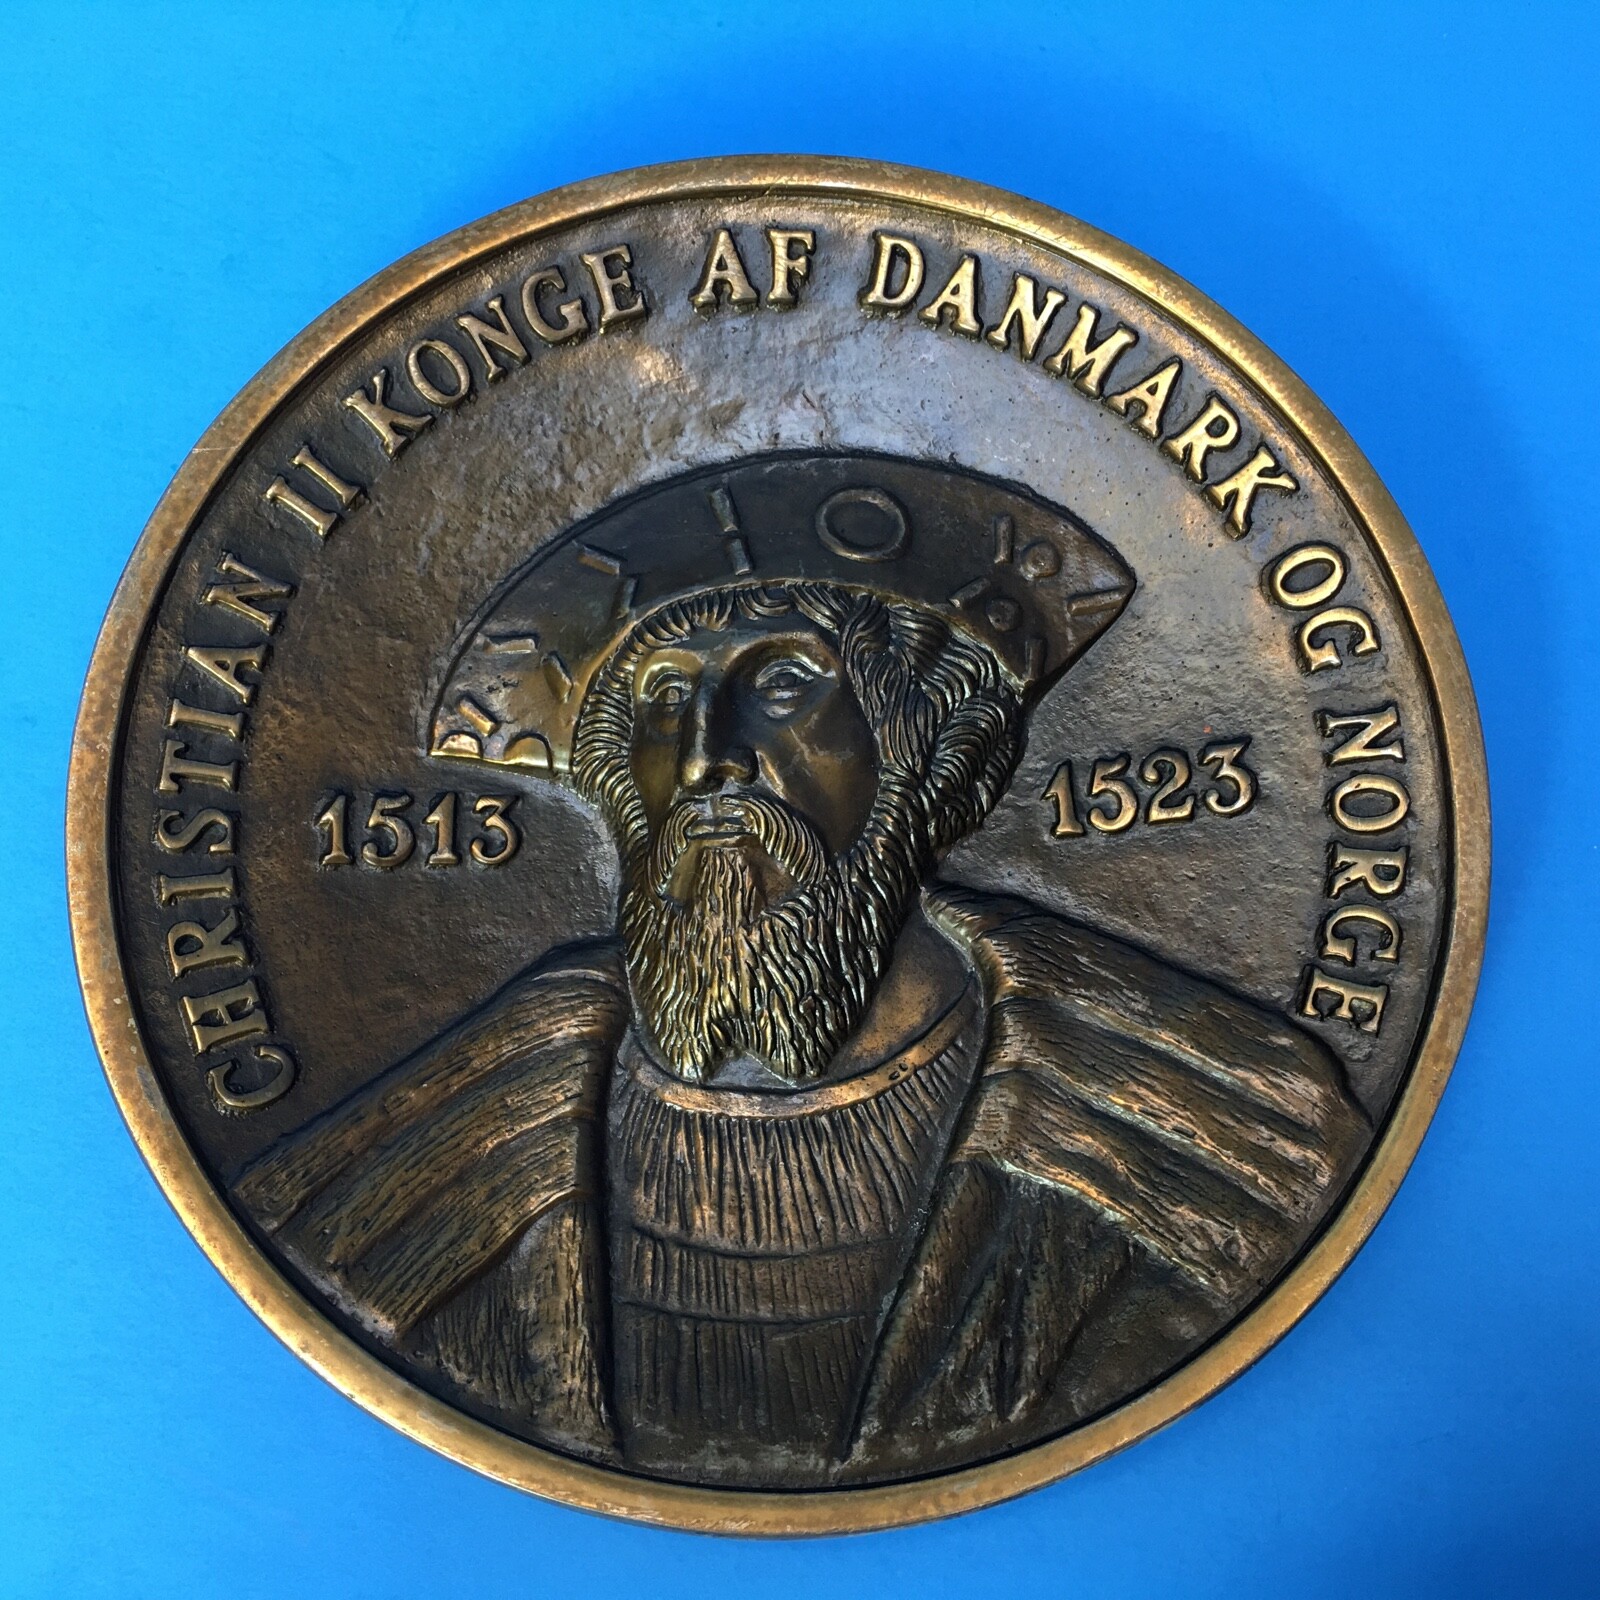 CHRISTIAN II KONGE AF DANMARK OG NORGE
1513
1523